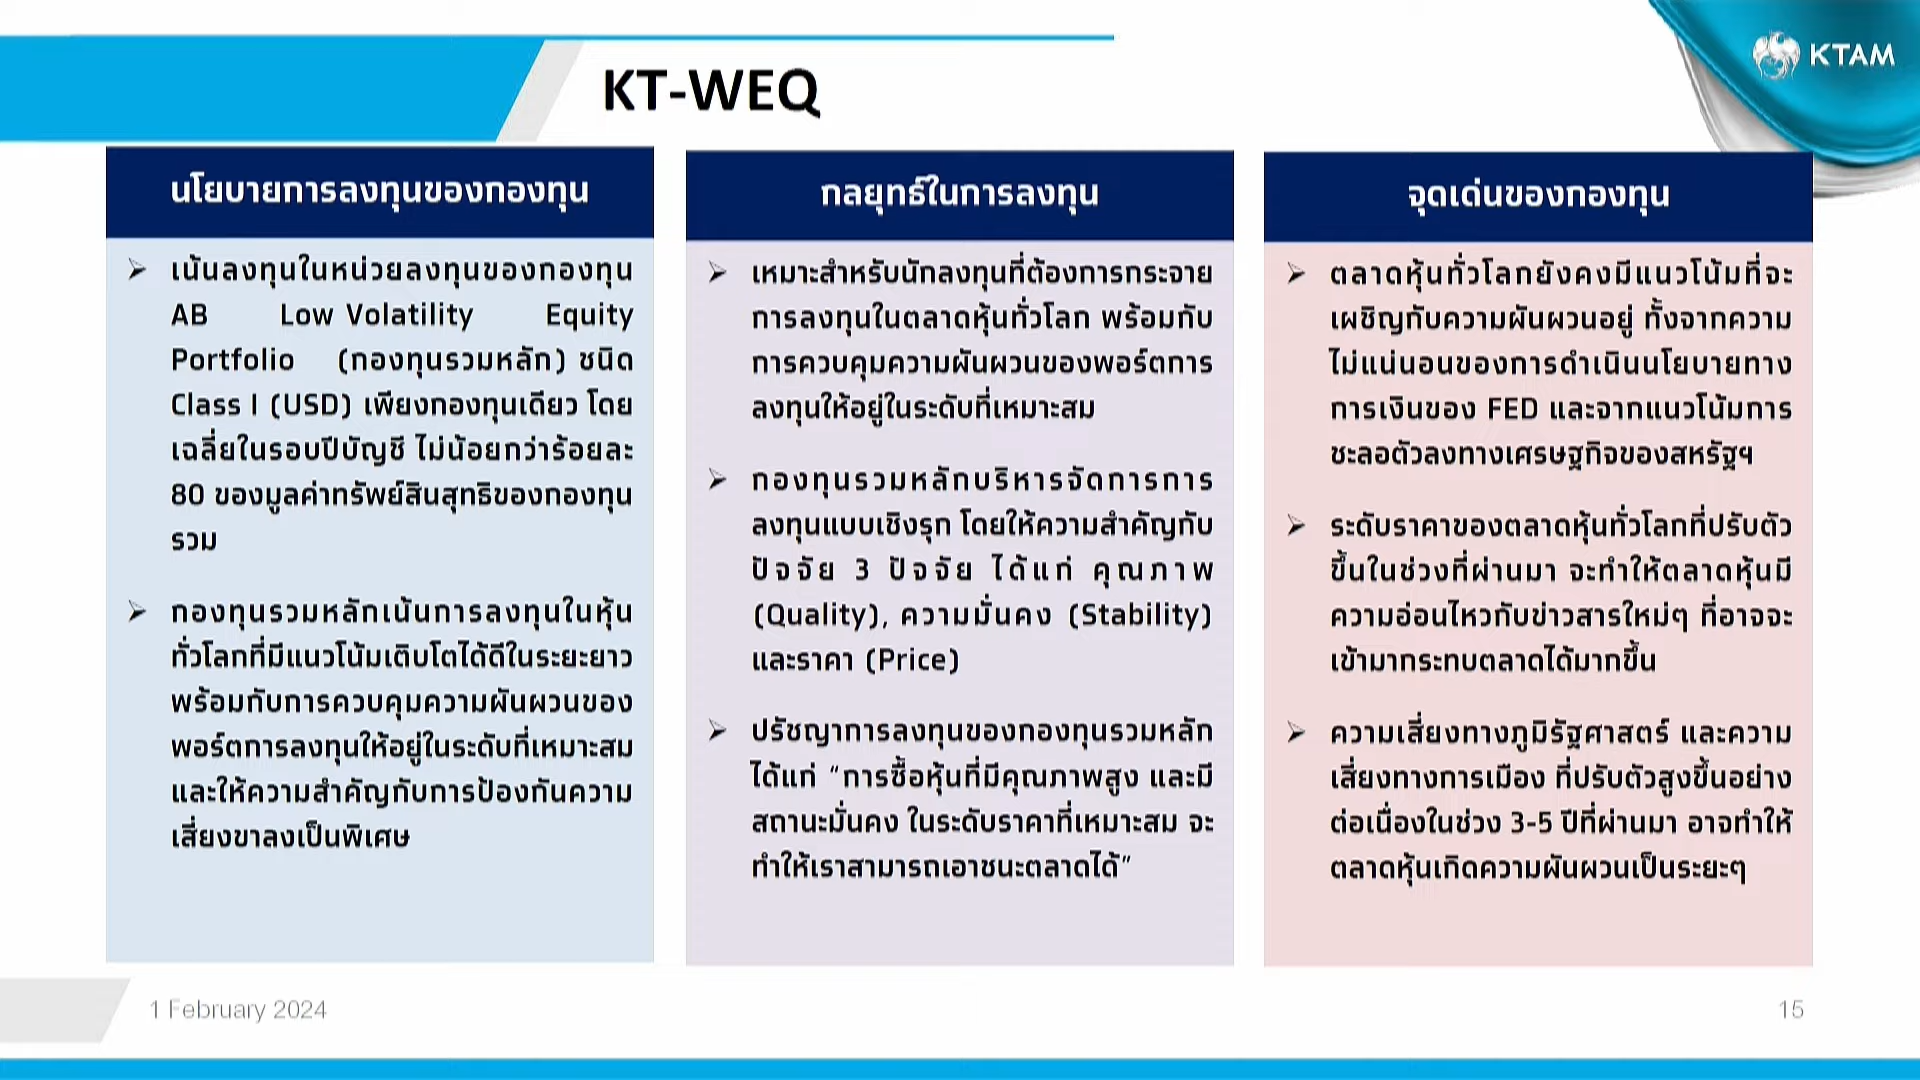 KTAM
KT-WEQ
นโยบายการลงทุนของกองทุน
เน้นลงทุนในหน่วยลงทุนของกองทุน
AB Low Volatility Equity
Portfolio (กองทุนรวมหลัก) ชนิด
Class I (USD) เพียงกองทุนเดียว โดย
เฉลี่ยในรอบปีบัญชี ไม่น้อยกว่าร้อยละ
80 ของมูลค่าทรัพย์สินสุทธิของกองทุน
รวม
กองทุนรวมหลักเน้นการลงทุนในหุ้น
ทั่วโลกที่มีแนวโน้มเติบโตได้ดีในระยะยาว
พร้อมกับการควบคุมความผันผวนของ
พอร์ตการลงทุนให้อยู่ในระดับที่เหมาะสม
และให้ความสำคัญกับการป้องกันความ
เสี่ยงขาลงเป็นพิเศษ
กลยุทธ์ในการลงทุน
เหมาะสำหรับนักลงทุนที่ต้องการกระจาย
การลงทุนในตลาดหุ้นทั่วโลก พร้อมกับ
การควบคุมความผันผวนของพอร์ตการ
ลงทุนให้อยู่ในระดับที่เหมาะสม
กองทุนรวมหลักบริหารจัดการการ
ลงทุนแบบเชิงรุก โดยให้ความสำคัญกับ
ปัจจัย 3 ปัจจัย ได้แก่ คุณภาพ
(Quality), ความมั่นคง (Stability)
และราคา (Price)
ปรัชญาการลงทุนของกองทุนรวมหลัก
ได้แก่ “การซื้อหุ้นที่มีคุณภาพสูง และมี
สถานะมั่นคง ในระดับราคาที่เหมาะสม จะ
ทำให้เราสามารถเอาชนะตลาดได้”
จุดเด่นของกองทุน
ตลาดหุ้นทั่วโลกยังคงมีแนวโน้มที่จะ
เผชิญกับความผันผวนอยู่ ทั้งจากความ
ไม่แน่นอนของการดำเนินนโยบายทาง
การเงินของ FED และจากแนวโน้มการ
ชะลอตัวลงทางเศรษฐกิจของสหรัฐฯ
ระดับราคาของตลาดหุ้นทั่วโลกที่ปรับตัว
ขึ้นในช่วงที่ผ่านมา จะทำให้ตลาดหุ้นมี
ความอ่อนไหวกับข่าวสารใหม่ๆ ที่อาจจะ
เข้ามากระทบตลาดได้มากขึ้น
ความเสี่ยงทางภูมิรัฐศาสตร์ และความ
เสี่ยงทางการเมือง ที่ปรับตัวสูงขึ้นอย่าง
ต่อเนื่องในช่วง 3-5 ปีที่ผ่านมา อาจทำให้
ตลาดหุ้นเกิดความผันผวนเป็นระยะๆ
1 February 2024
15